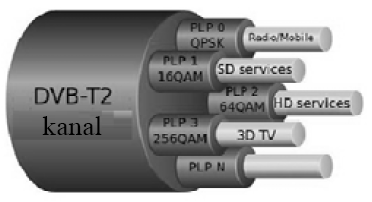 PLP 0
QPSK
Radio/Mobile
PLP 1
16QAM
SD services
DVB-T2
kanal
PLP 2
64QAM
HD services
PLP 3
256QAM
3D TV
PLP N